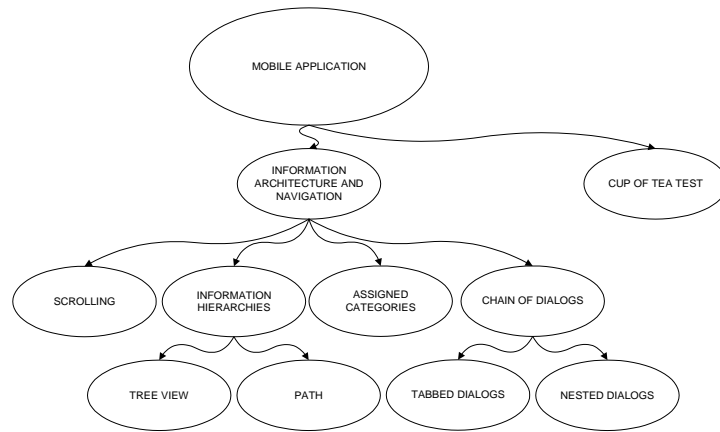 MOBILE APPLICATION
INFORMATION
ARCHITECTURE AND
NAVIGATION
CUP OF TEA TEST
SCROLLING
INFORMATION
HIERARCHIES
ASSIGNED
CATEGORIES
CHAIN OF DIALOGS
TREE VIEW
PATH
TABBED DIALOGS
NESTED DIALOGS